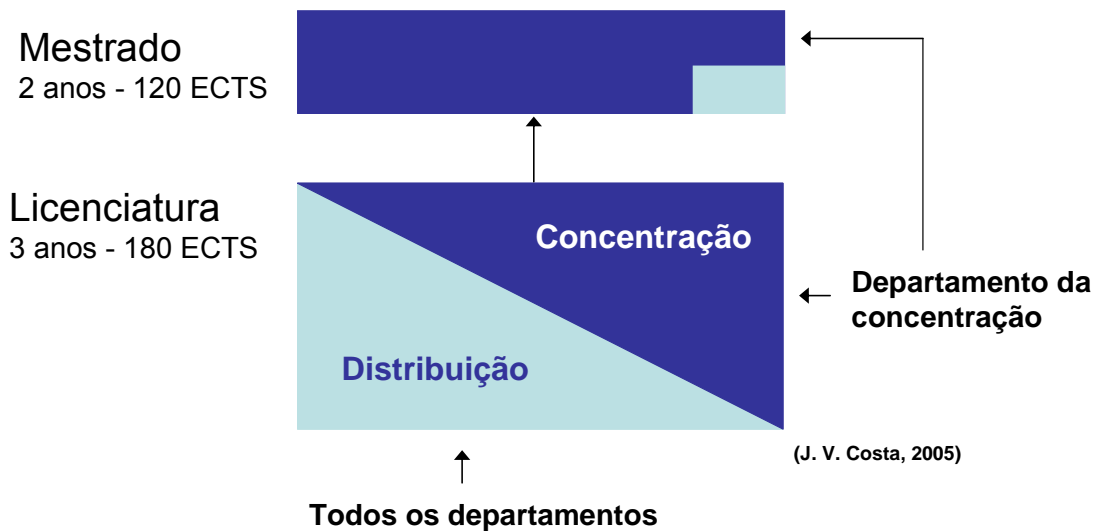 Mestrado
2 anos - 120 ECTS
Licenciatura
3 anos - 180 ECTS
Concentração
Departamento da
concentração
Distribuição
(J. V. Costa, 2005)
Todos os departamentos